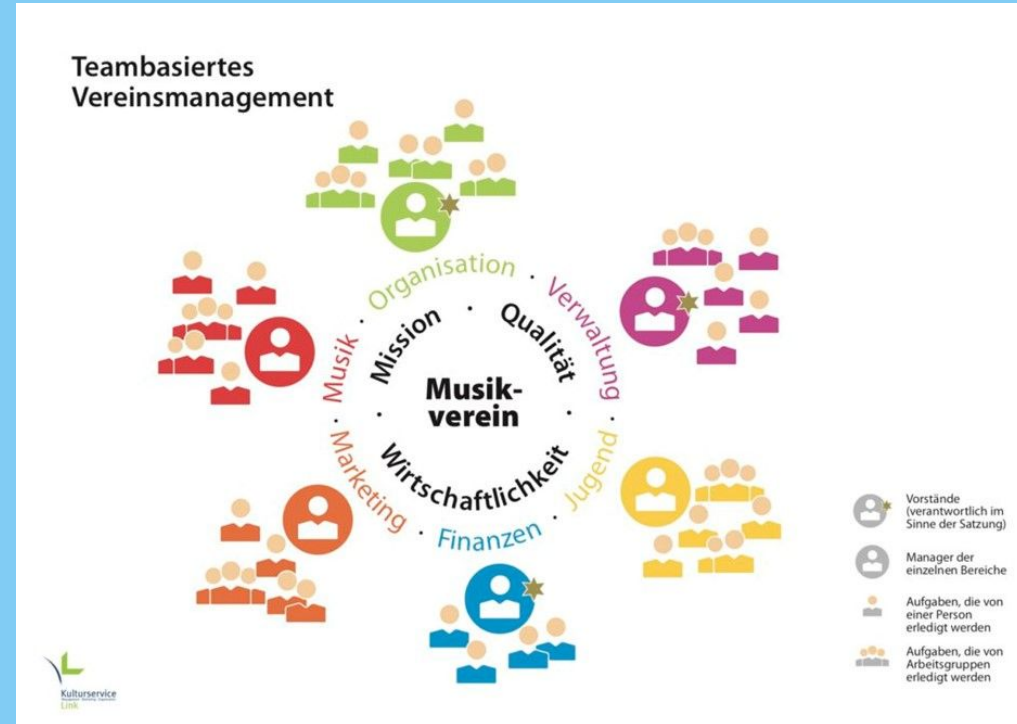 Teambasiertes
Vereinsmanagement
Organisation
Verwaltung
Jugend
Finanzen
Marketing
Musik
Mission
Qualität
Wirtschaftlichkeit
Musik-
verein
Vorstände
(verantwortlich im
Sinne der Satzung)
Manager der
einzelnen Bereiche
Aufgaben, die von
einer Person
erledigt werden
Aufgaben, die von
Arbeitsgruppen
erledigt werden
Kulturservice
Link